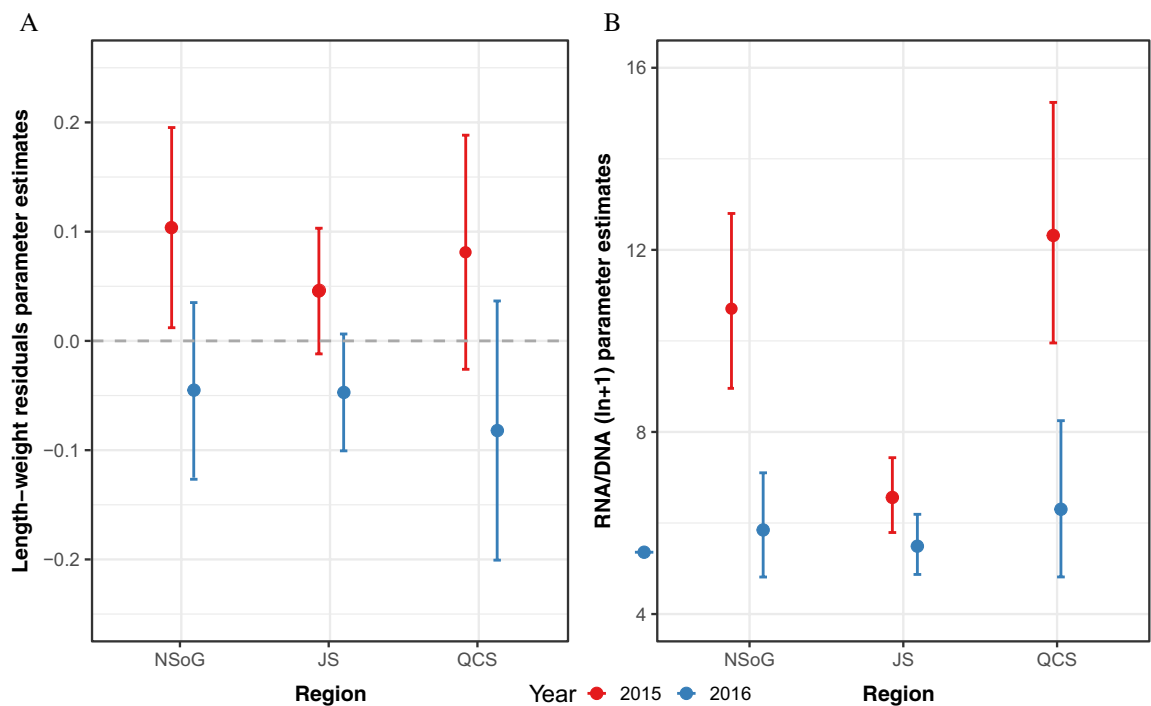 A
B
Length−weight residuals parameter estimates
0.2
0.1
0.0
−0.1
−0.2
NSoG
JS
QCS
Region
RNA/DNA (ln+1) parameter estimates
16
12
8
4
NSoG
JS
QCS
Region
Year 2015 2016